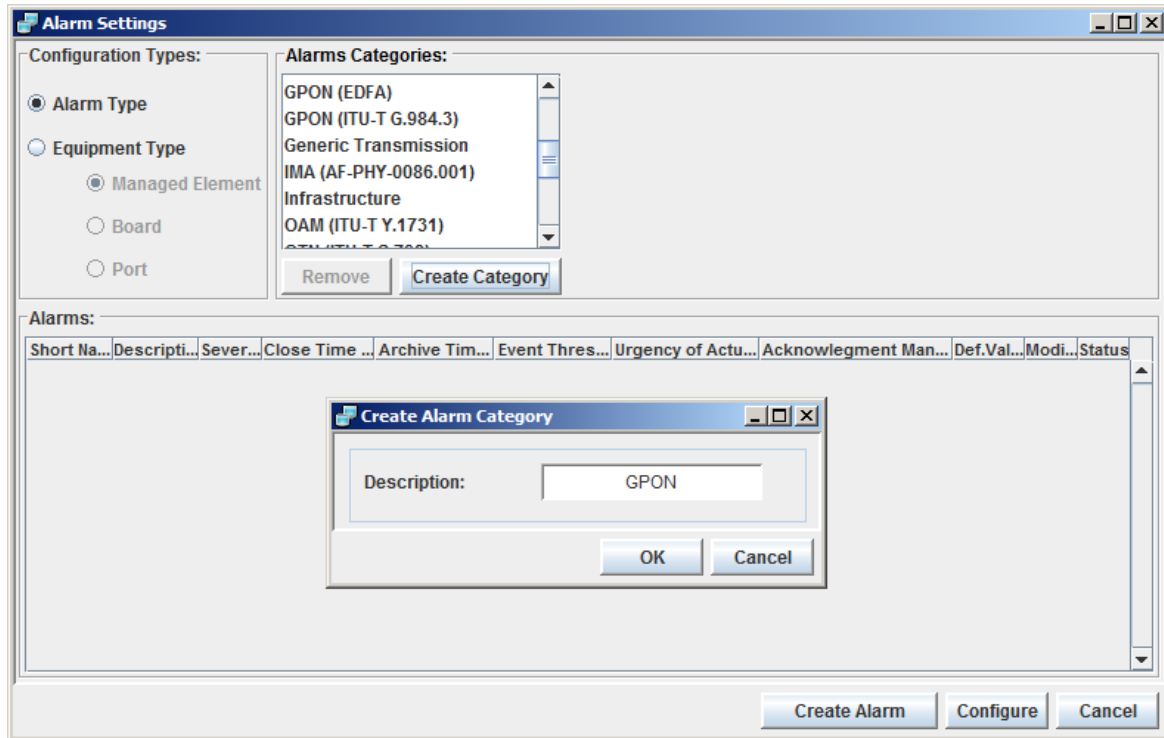 Alarm Settings
Configuration Types:
Alarm Type
Equipment Type
Managed Element
Board
Port
Alarms Categories:
GPON (EDFA)
GPON (ITU-T G.984.3)
Generic Transmission
IMA (AF-PHY-0086.001)
Infrastructure
OAM (ITU-T Y.1731)
Remove Create Category
Alarms:
Short Na... Descripti... Sever... Close Time ... Archive Tim... Event Thres... Urgency of Actu... Acknowlegment Man... Def.Val... Modi... Status
Create Alarm Category
Description: GPON
OK Cancel
Create Alarm Configure Cancel